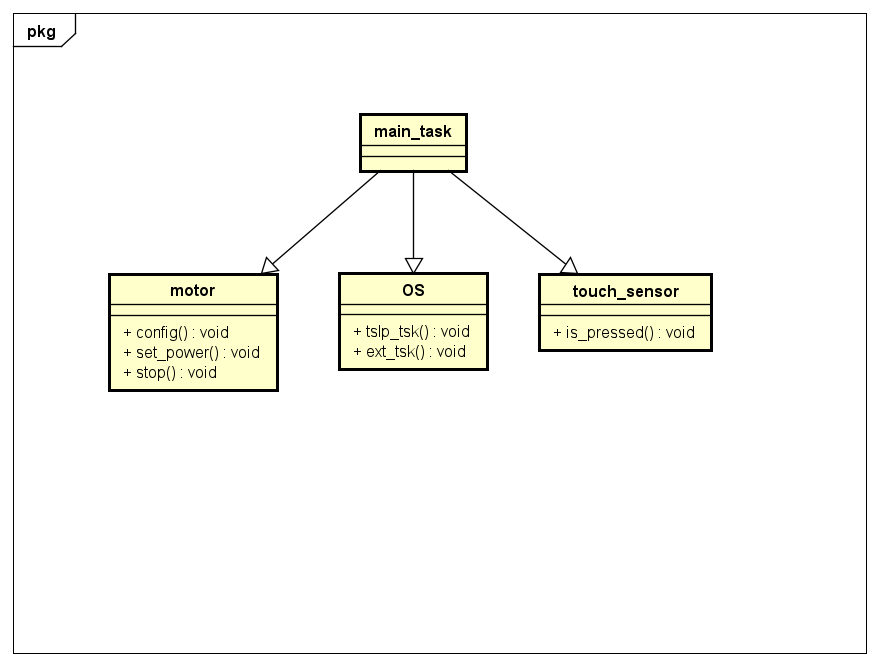 pkg
main_task
motor
+ config() : void
+ set_power() : void
+ stop() : void
OS
+ tslp_tsk() : void
+ ext_tsk() : void
touch_sensor
+ is_pressed() : void